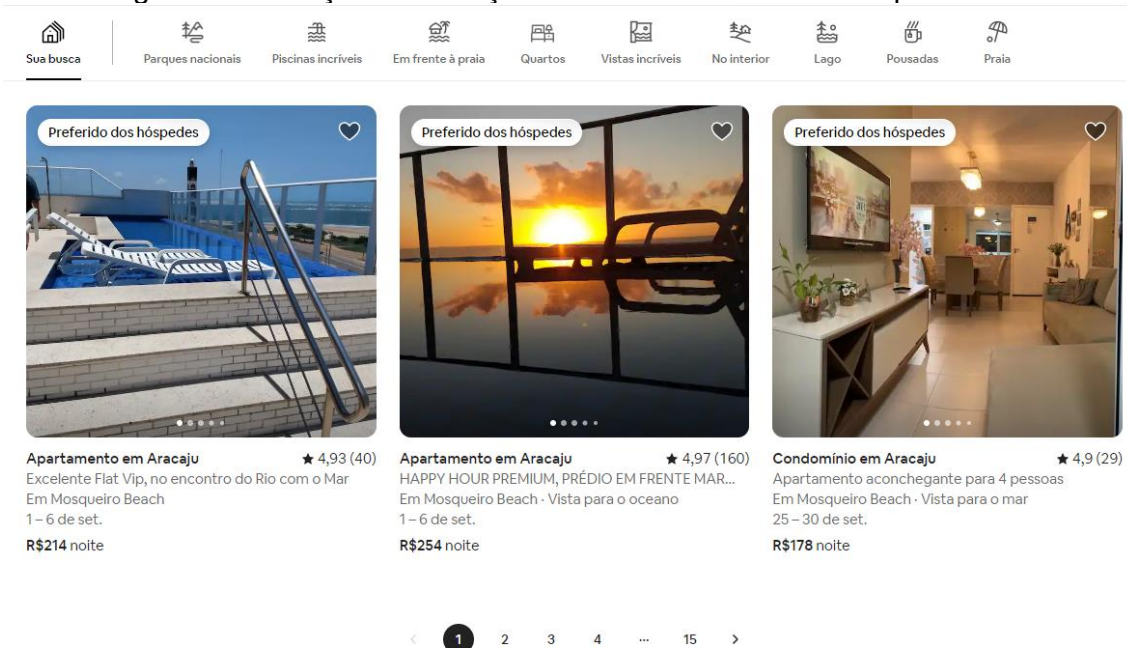 Sua busca
Parques nacionais
Piscinas incríveis
Em frente à praia
Quartos
Vistas incríveis
No interior
Lago
Pousadas
Praia
Preferido dos hóspedes
Preferido dos hóspedes
Preferido dos hóspedes
Apartamento em Aracaju ★ 4,93 (40)
Excelente Flat Vip, no encontro do Rio com o Mar
Em Mosqueiro Beach
1 – 6 de set.
R$214 noite
Apartamento em Aracaju ★ 4,97 (160)
HAPPY HOUR PREMIUM, PRÉDIO EM FRENTE MAR...
Em Mosqueiro Beach · Vista para o oceano
1 – 6 de set.
R$254 noite
Condomínio em Aracaju ★ 4,9 (29)
Apartamento aconchegante para 4 pessoas
Em Mosqueiro Beach · Vista para o mar
25 – 30 de set.
R$178 noite
< 1 2 3 4 ... 15 >